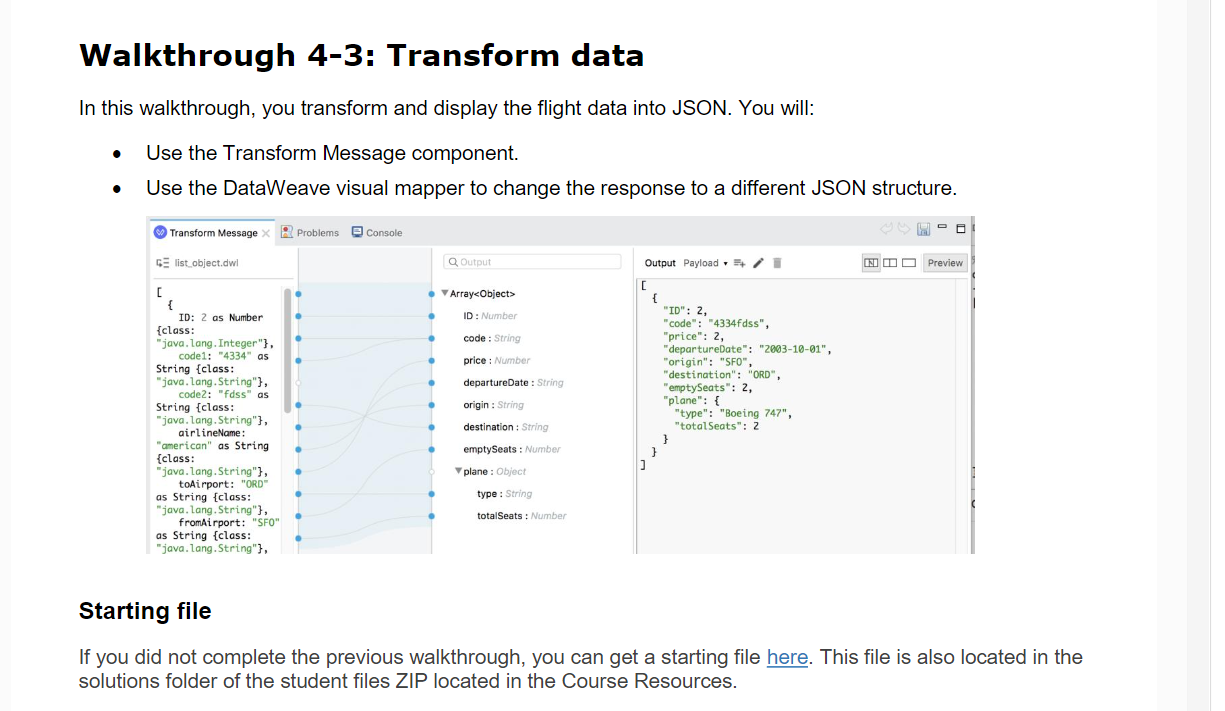 Walkthrough 4-3: Transform data
In this walkthrough, you transform and display the flight data into JSON. You will:
• Use the Transform Message component.
• Use the DataWeave visual mapper to change the response to a different JSON structure.
Transform Message Problems Console
list_object.dwl
[
{
ID: 2 as Number
{class:
"java.lang.Integer"},
code1: "4334" as
String {class:
"java.lang.String"},
code2: "fdss" as
String {class:
"java.lang.String"},
airlineName:
"american" as String
{class:
"java.lang.String"},
toAirport: "ORD"
as String {class:
"java.lang.String"},
fromAirport: "SFO"
as String {class:
"java.lang.String"},
Output
Array<Object>
ID : Number
code : String
price : Number
departureDate : String
origin : String
destination : String
emptySeats : Number
plane : Object
type : String
totalSeats : Number
Output Payload Preview
[
{
"ID": 2,
"code": "4334fdss",
"price": 2,
"departureDate": "2003-10-01",
"origin": "SFO",
"destination": "ORD",
"emptySeats": 2,
"plane": {
"type": "Boeing 747",
"totalSeats": 2
}
}
]
Starting file
If you did not complete the previous walkthrough, you can get a starting file here. This file is also located in the
solutions folder of the student files ZIP located in the Course Resources.